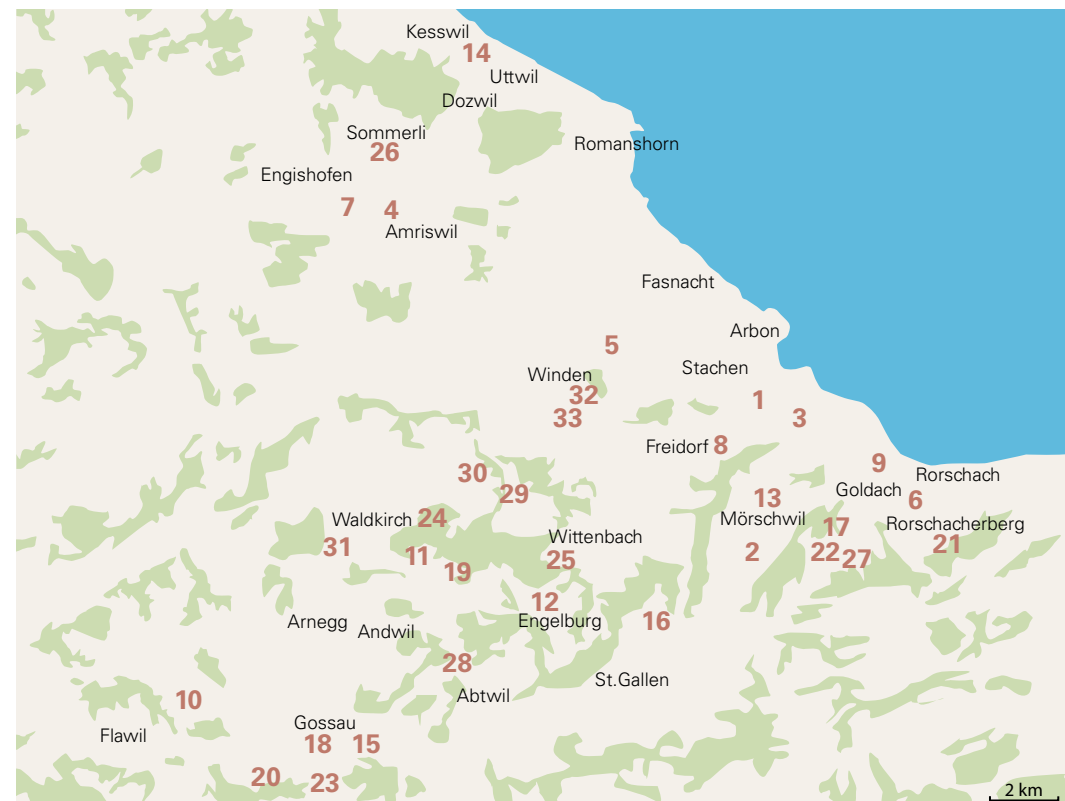 Kesswil
14
Uttwil
Dozwil
Sommerli
26
Romanshorn
Engishofen
7
4
Amriswil
Fasnacht
Arbon
5
Stachen
Winden
32
1
33
3
Freidorf 8
9
30
Rorschach
29
Goldach
13
6
Waldkirch 24
Mörschwil
17
Rorschacherberg
Wittenbach
31
11
25
2
22
27
21
19
12
Engelburg
16
Arnegg
Andwil
28
St.Gallen
Abtwil
10
Gossau
Flawil
18
15
20
23
2 km